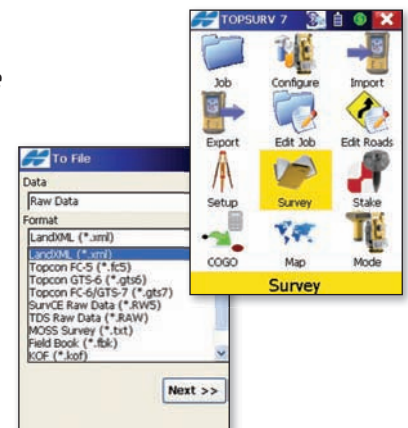 TOPSURV 7
Job Configure Import
Export Edit Job Edit Roads
Setup Survey Stake
COGO Map Mode
Survey
To File
Data
Raw Data
Format
LandXML (*.xml)
LandXML (*.xml)
Topcon FC-5 (*.fc5)
Topcon GTS-6 (*.gts6)
Topcon FC-6/GTS-7 (*.gts7)
SurvCE Raw Data (*.RW5)
TDS Raw Data (*.RAW)
MOSS Survey (*.txt)
Field Book (*.fbk)
KOF (*.kof)
Next >>